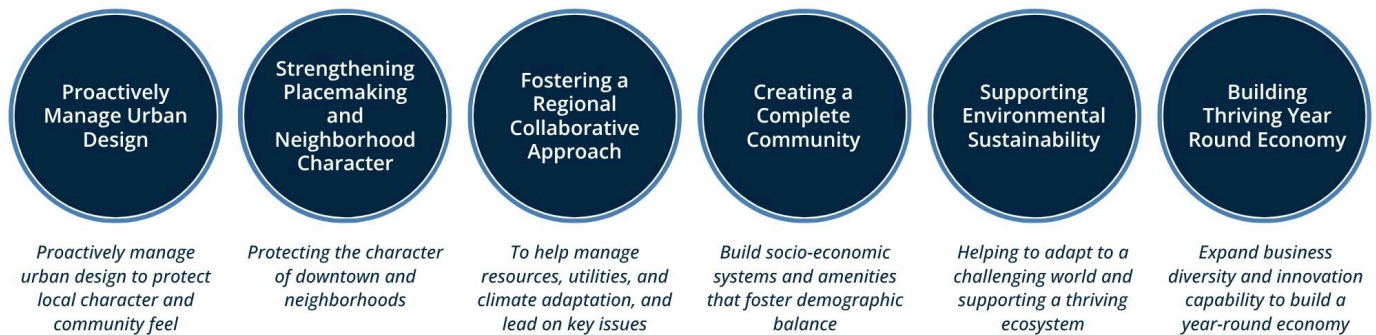 Proactively
Manage Urban
Design
Strengthening
Placemaking
and
Neighborhood
Character
Fostering a
Regional
Collaborative
Approach
Creating a
Complete
Community
Supporting
Environmental
Sustainability
Building
Thriving Year
Round Economy
Proactively manage
urban design to protect
local character and
community feel
Protecting the character
of downtown and
neighborhoods
To help manage
resources, utilities, and
climate adaptation, and
lead on key issues
Build socio-economic
systems and amenities
that foster demographic
balance
Helping to adapt to a
challenging world and
supporting a thriving
ecosystem
Expand business
diversity and innovation
capability to build a
year-round economy